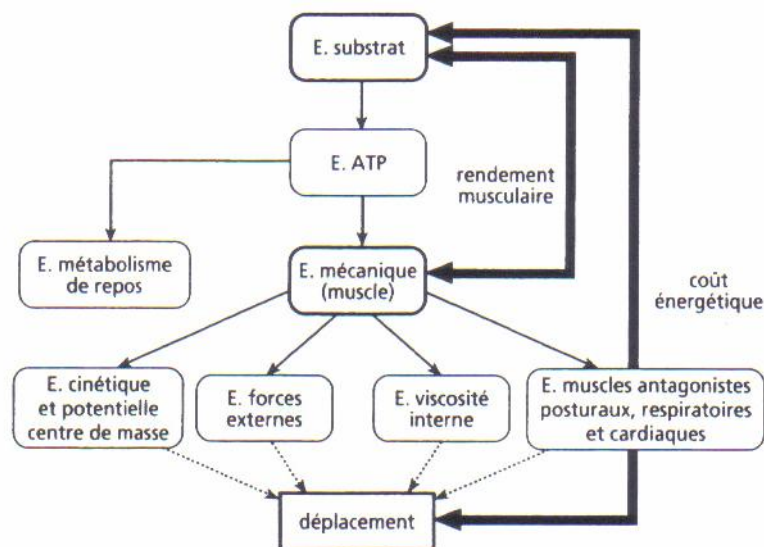 E. substrat
E. ATP
rendement
musculaire
E. métabolisme
de repos
E. mécanique
(muscle)
coût
énergétique
E. cinétique
et potentielle
centre de masse
E. forces
externes
E. viscosité
interne
E. muscles antagonistes
posturaux, respiratoires
et cardiaques
déplacement